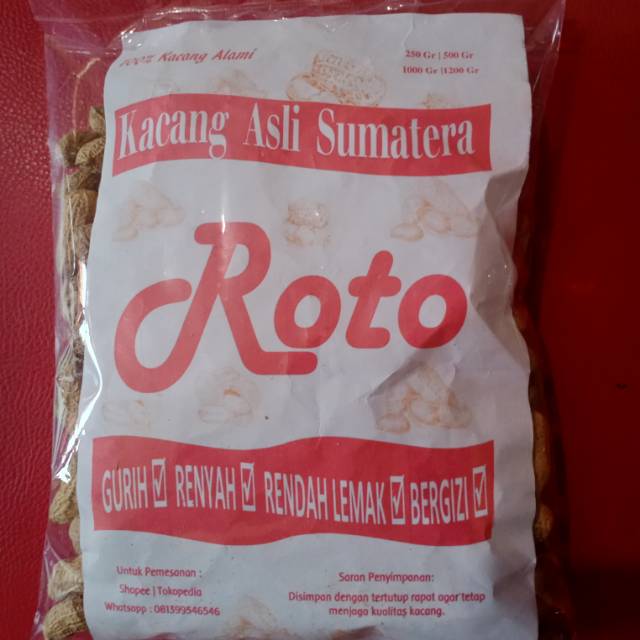 100% Kacang Alami
250 Gr | 500 Gr
1000 Gr |1200 Gr
Kacang Asli Sumatera
Roto
GURIH ☑ RENYAH ☑ RENDAH LEMAK ☑ BERGIZI ☑
Untuk Pemesanan :
Shopee | Tokopedia
Whatsapp : 081399546546
Saran Penyimpanan:
Disimpan dengan tertutup rapat agar tetap
menjaga kualitas kacang.